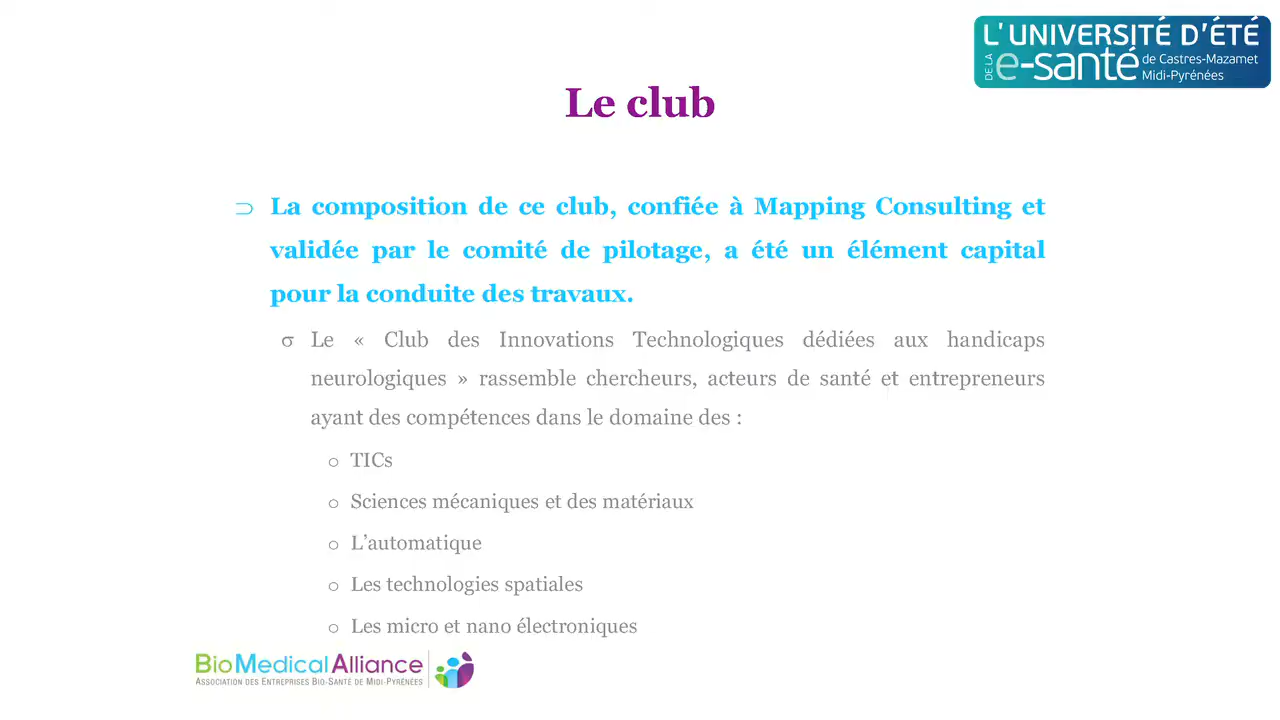 L'UNIVERSITÉ D'ÉTÉ
DE LA e-santé de Castres-Mazamet
Midi-Pyrénées
Le club
⊃ La composition de ce club, confiée à Mapping Consulting et
validée par le comité de pilotage, a été un élément capital
pour la conduite des travaux.
σ Le « Club des Innovations Technologiques dédiées aux handicaps
neurologiques » rassemble chercheurs, acteurs de santé et entrepreneurs
ayant des compétences dans le domaine des :
o TICs
o Sciences mécaniques et des matériaux
o L’automatique
o Les technologies spatiales
o Les micro et nano électroniques
BioMedicalAlliance
ASSOCIATION DES ENTREPRISES BIO-SANTÉ DE MIDI-PYRÉNÉES